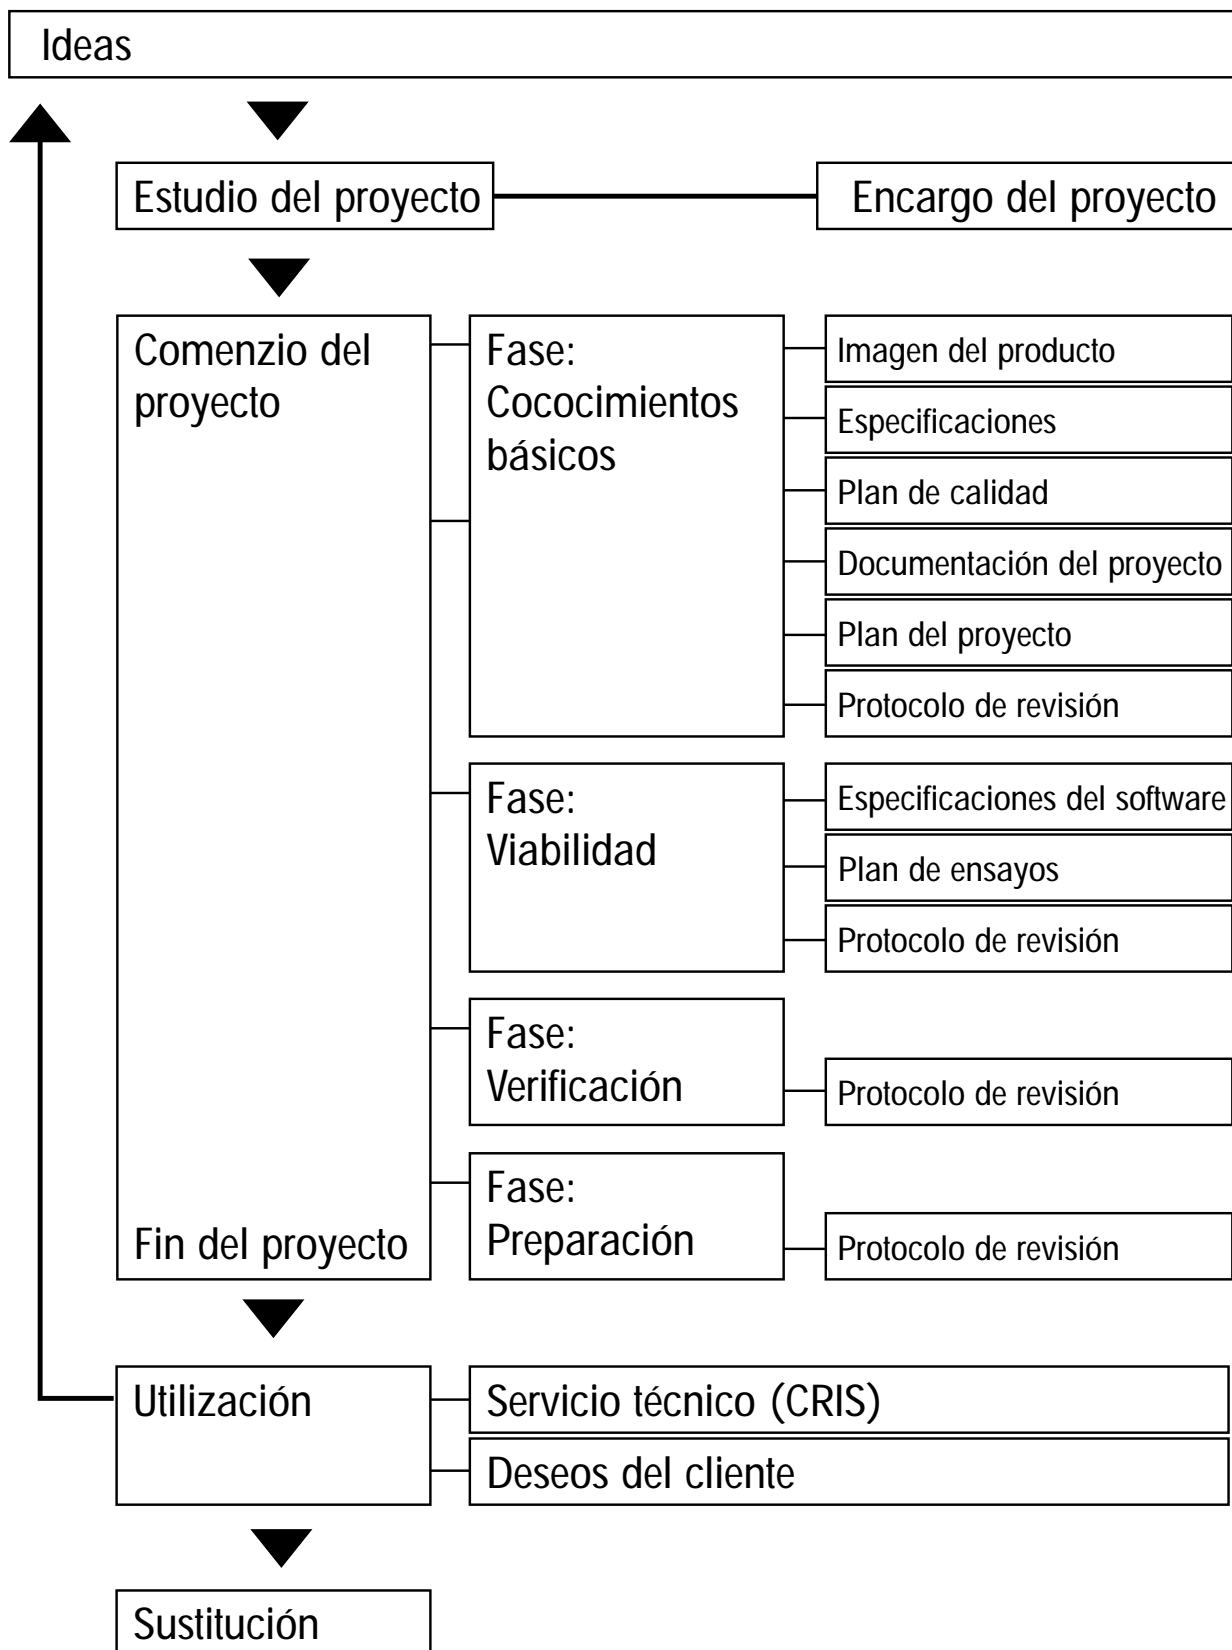 Ideas
Estudio del proyecto
Encargo del proyecto
Comenzio del
proyecto
Fase:
Cococimientos
básicos
Imagen del producto
Especificaciones
Plan de calidad
Documentación del proyecto
Plan del proyecto
Protocolo de revisión
Fase:
Viabilidad
Especificaciones del software
Plan de ensayos
Protocolo de revisión
Fase:
Verificación
Protocolo de revisión
Fase:
Preparación
Protocolo de revisión
Fin del proyecto
Utilización
Servicio técnico (CRIS)
Deseos del cliente
Sustitución